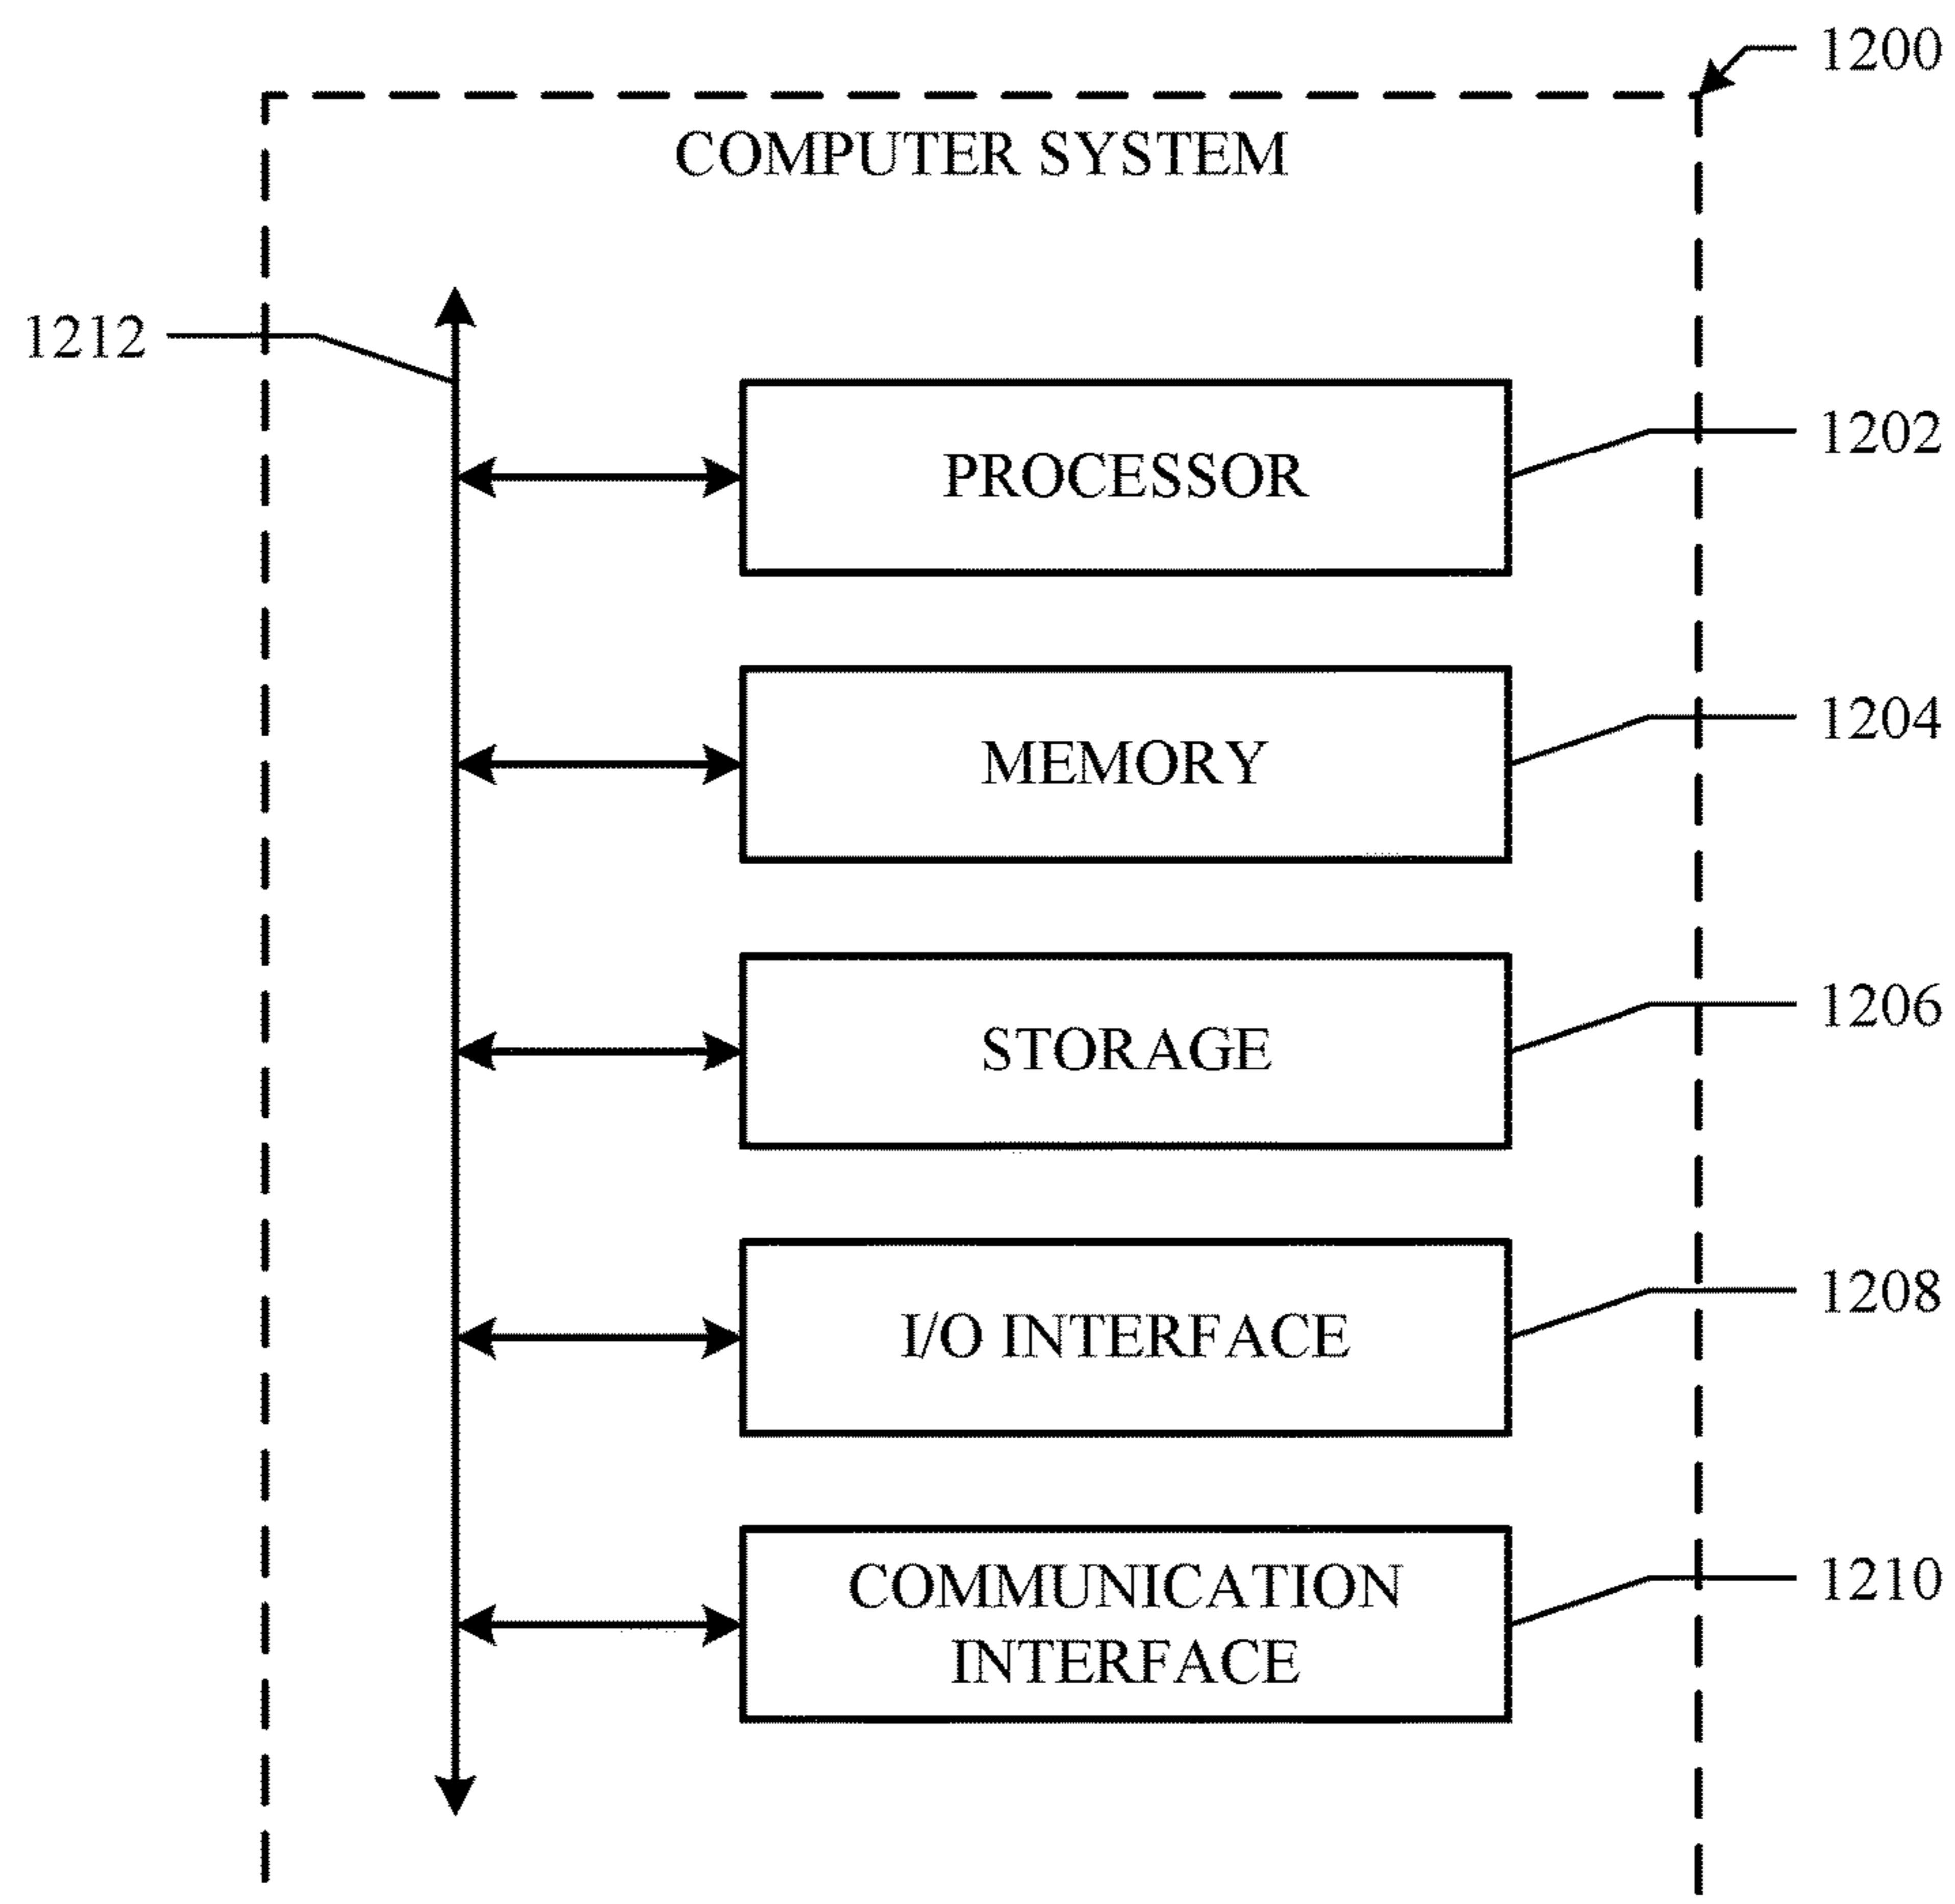 1200
COMPUTER SYSTEM
1212
1202
PROCESSOR
1204
MEMORY
1206
STORAGE
1208
I/O INTERFACE
1210
COMMUNICATION
INTERFACE